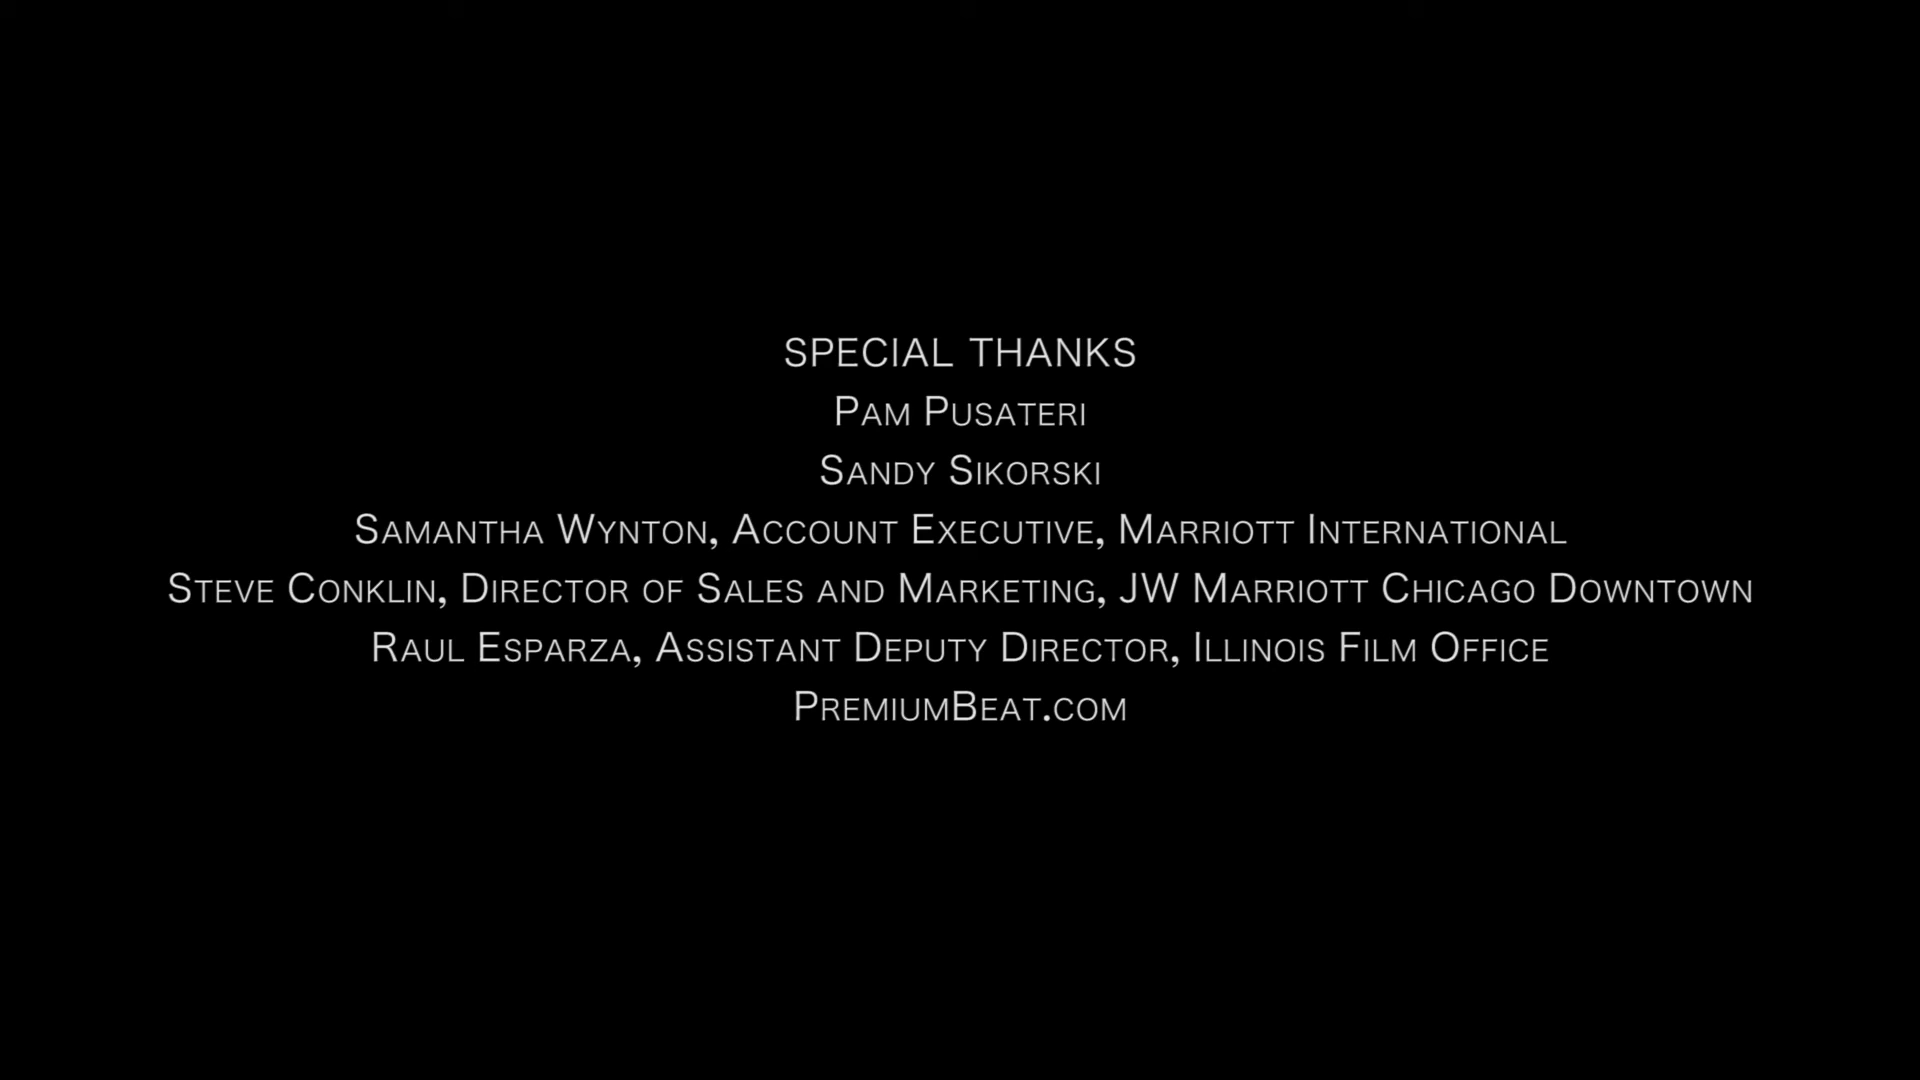 SPECIAL THANKS
Pam Pusateri
Sandy Sikorski
Samantha Wynton, Account Executive, Marriott International
Steve Conklin, Director of Sales and Marketing, JW Marriott Chicago Downtown
Raul Esparza, Assistant Deputy Director, Illinois Film Office
PremiumBeat.com